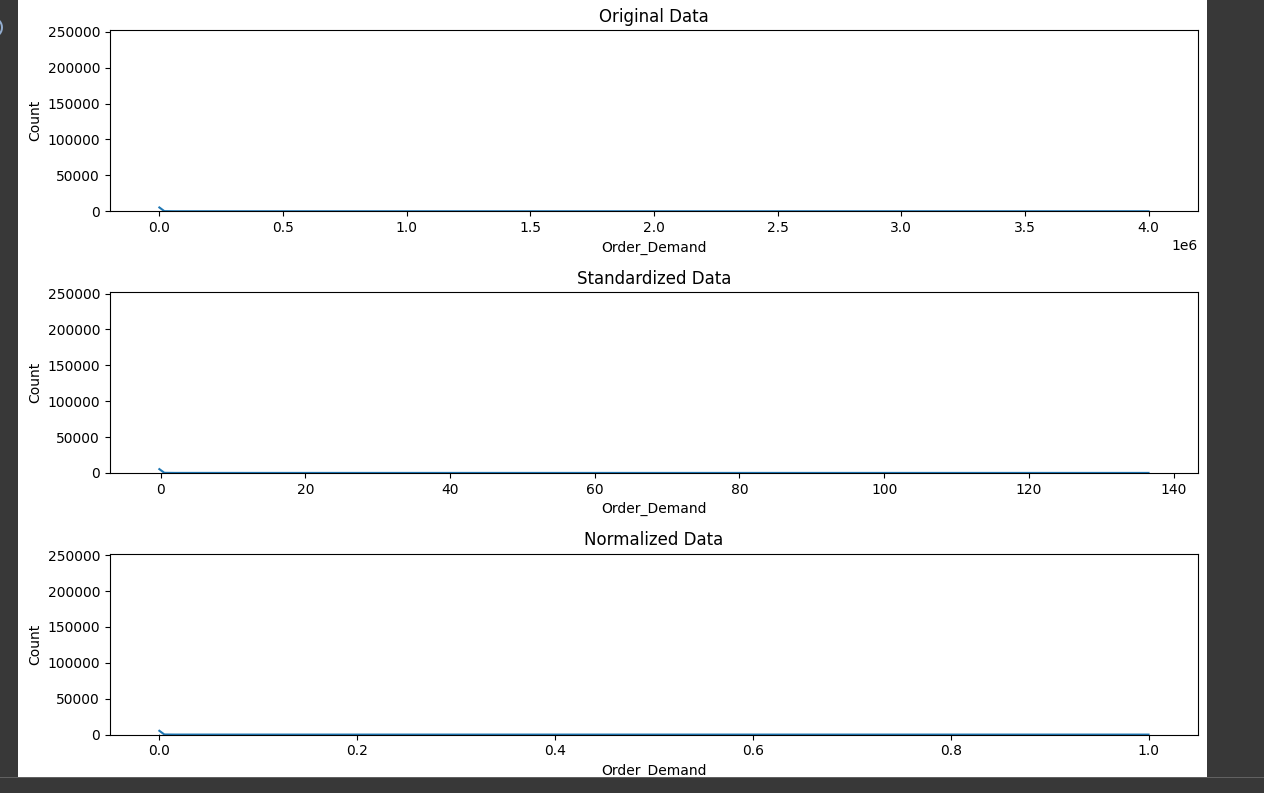 Original Data
250000
200000
150000
100000
50000
0
Count
0.0 0.5 1.0 1.5 2.0 2.5 3.0 3.5 4.0
1e6
Order_Demand
Standardized Data
250000
200000
150000
100000
50000
0
Count
0 20 40 60 80 100 120 140
Order_Demand
Normalized Data
250000
200000
150000
100000
50000
0
Count
0.0 0.2 0.4 0.6 0.8 1.0
Order_Demand